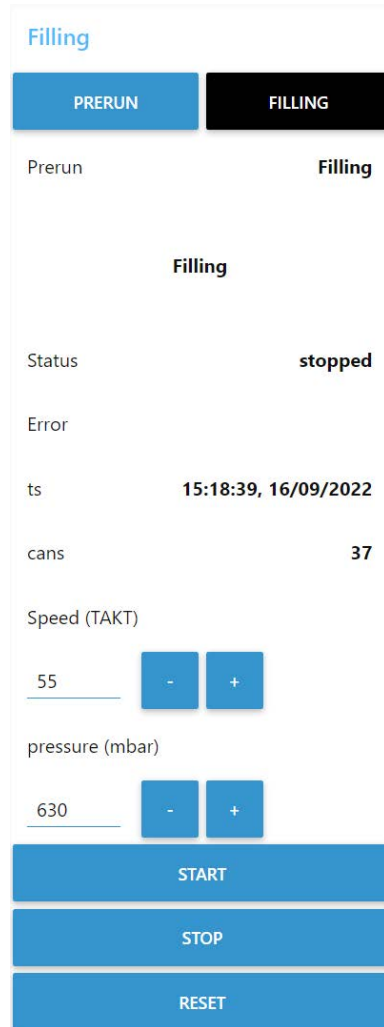 Filling
PRERUN FILLING
Prerun Filling
Filling
Status stopped
Error
ts 15:18:39, 16/09/2022
cans 37
Speed (TAKT)
55 - +
pressure (mbar)
630 - +
START
STOP
RESET